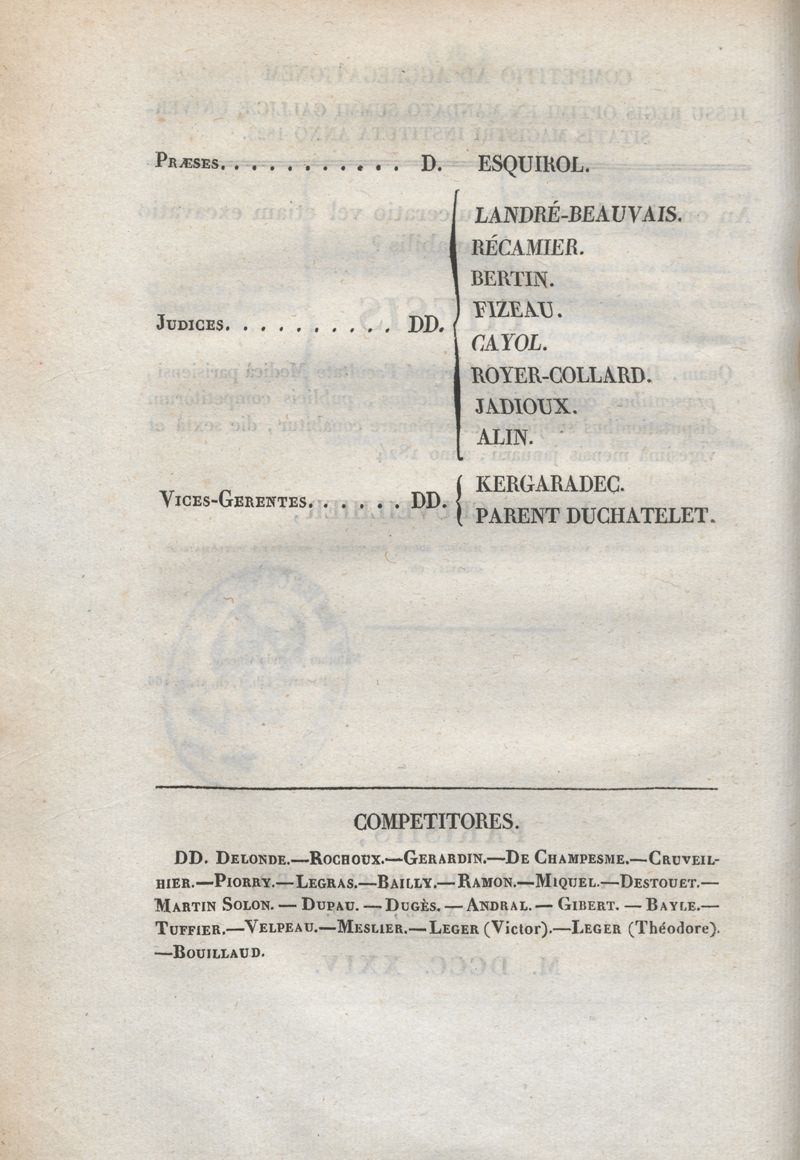 PRÆSES. . . . . . . . . . . D. ESQUIROL.
JUDICES. . . . . . . . . . DD.
LANDRÉ-BEAUVAIS.
RÉCAMIER.
BERTIN.
FIZEAU.
CAYOL.
ROYER-COLLARD.
JADIOUX.
ALIN.
VICES-GERENTES. . . . . . DD.
KERGARADEC.
PARENT DUCHATELET.
COMPETITORES.
DD. DELONDE.—ROCHOUX.—GERARDIN.—DE CHAMPESME.—CRUVEIL-
HIER.—PIORRY.—LEGRAS.—BAILLY.—RAMON.—MIQUEL.—DESTOUET.—
MARTIN SOLON. — DUPAU. — DUGÈS. — ANDRAL. — GIBERT. — BAYLE.—
TUFFIER.—VELPEAU.—MESLIER.—LEGER (Victor).—LEGER (Théodore).
—BOUILLAUD.